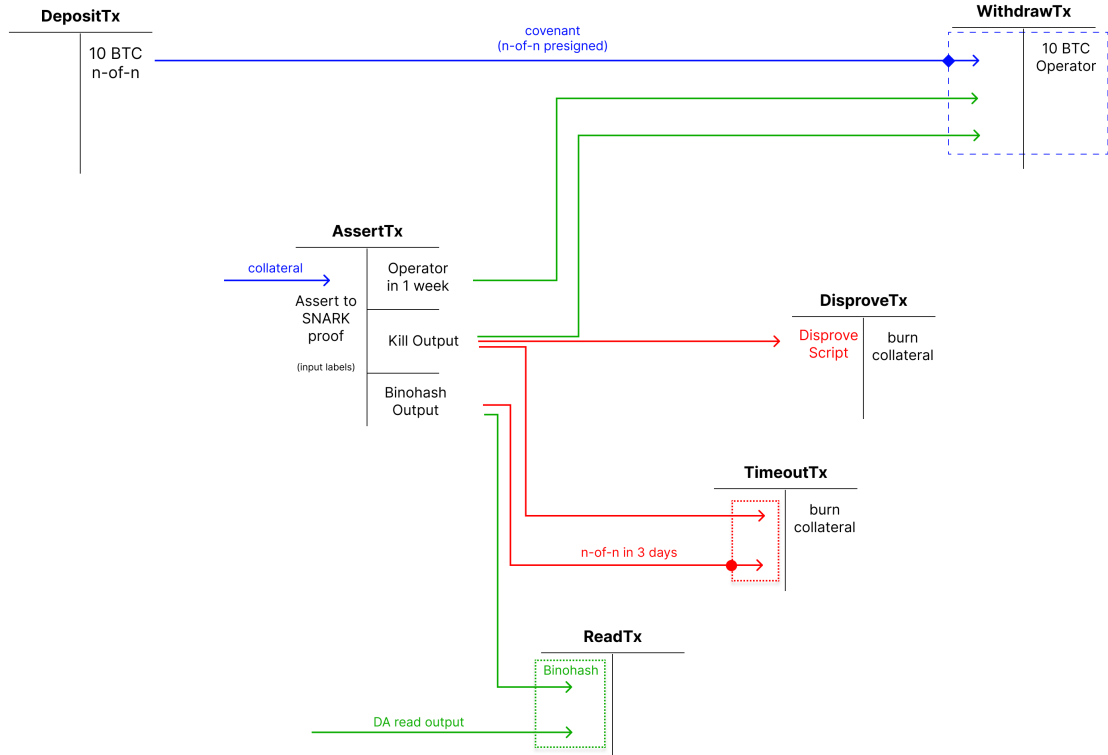 DepositTx
WithdrawTx
10 BTC
n-of-n
covenant
(n-of-n presigned)
10 BTC
Operator
AssertTx
collateral
Operator
in 1 week
Assert to
SNARK
proof
(input labels)
Kill Output
Binohash
Output
DisproveTx
Disprove
Script
burn
collateral
TimeoutTx
burn
collateral
n-of-n in 3 days
ReadTx
Binohash
DA read output